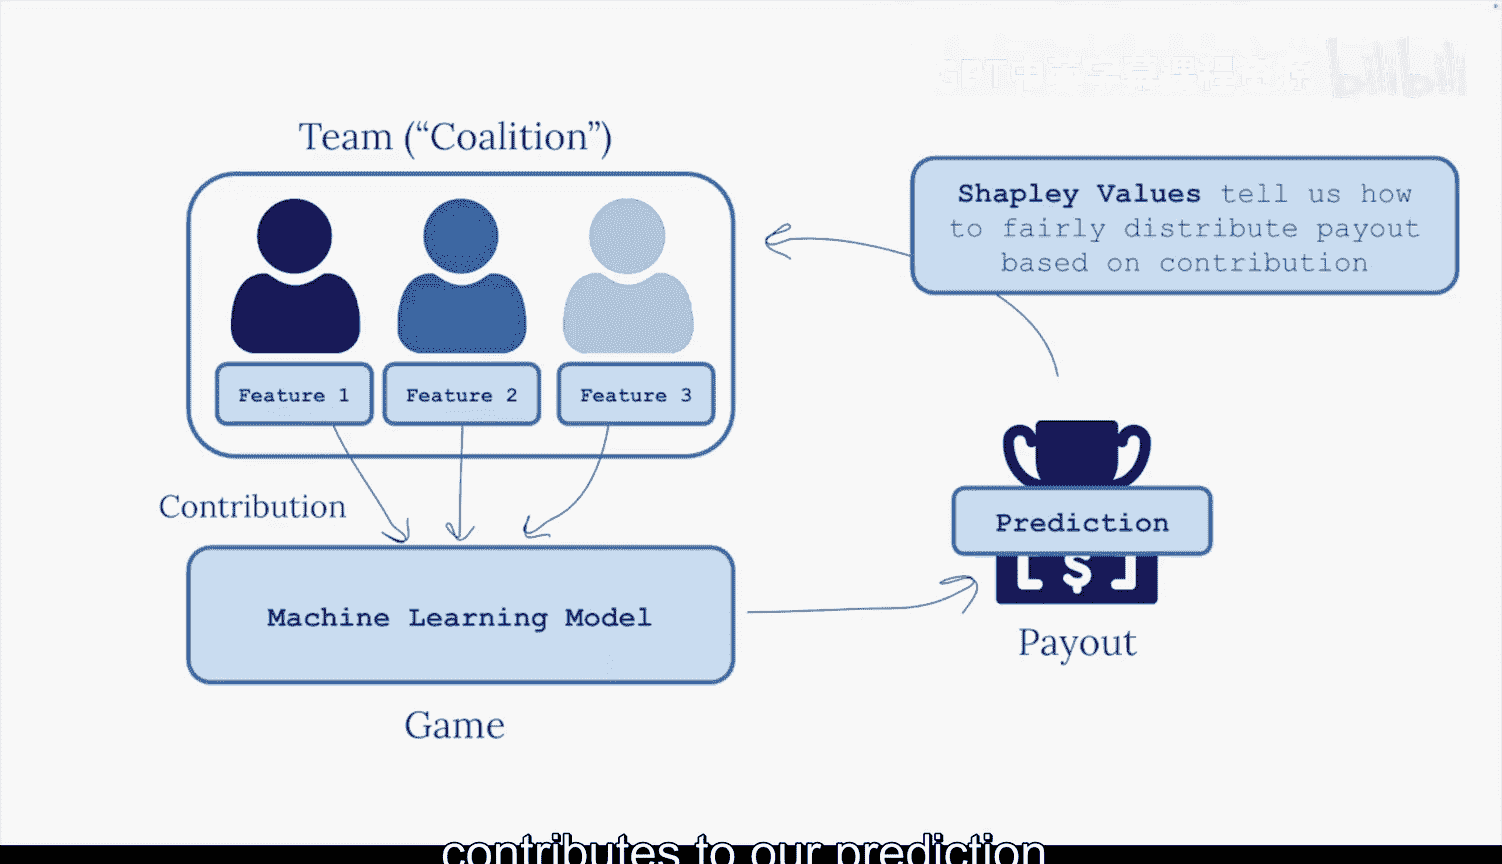 Team (“Coalition”)
Shapley Values tell us how
to fairly distribute payout
based on contribution
Feature 1
Feature 2
Feature 3
Contribution
Prediction
$
Machine Learning Model
Payout
Game
contributes to our prediction
bilibili